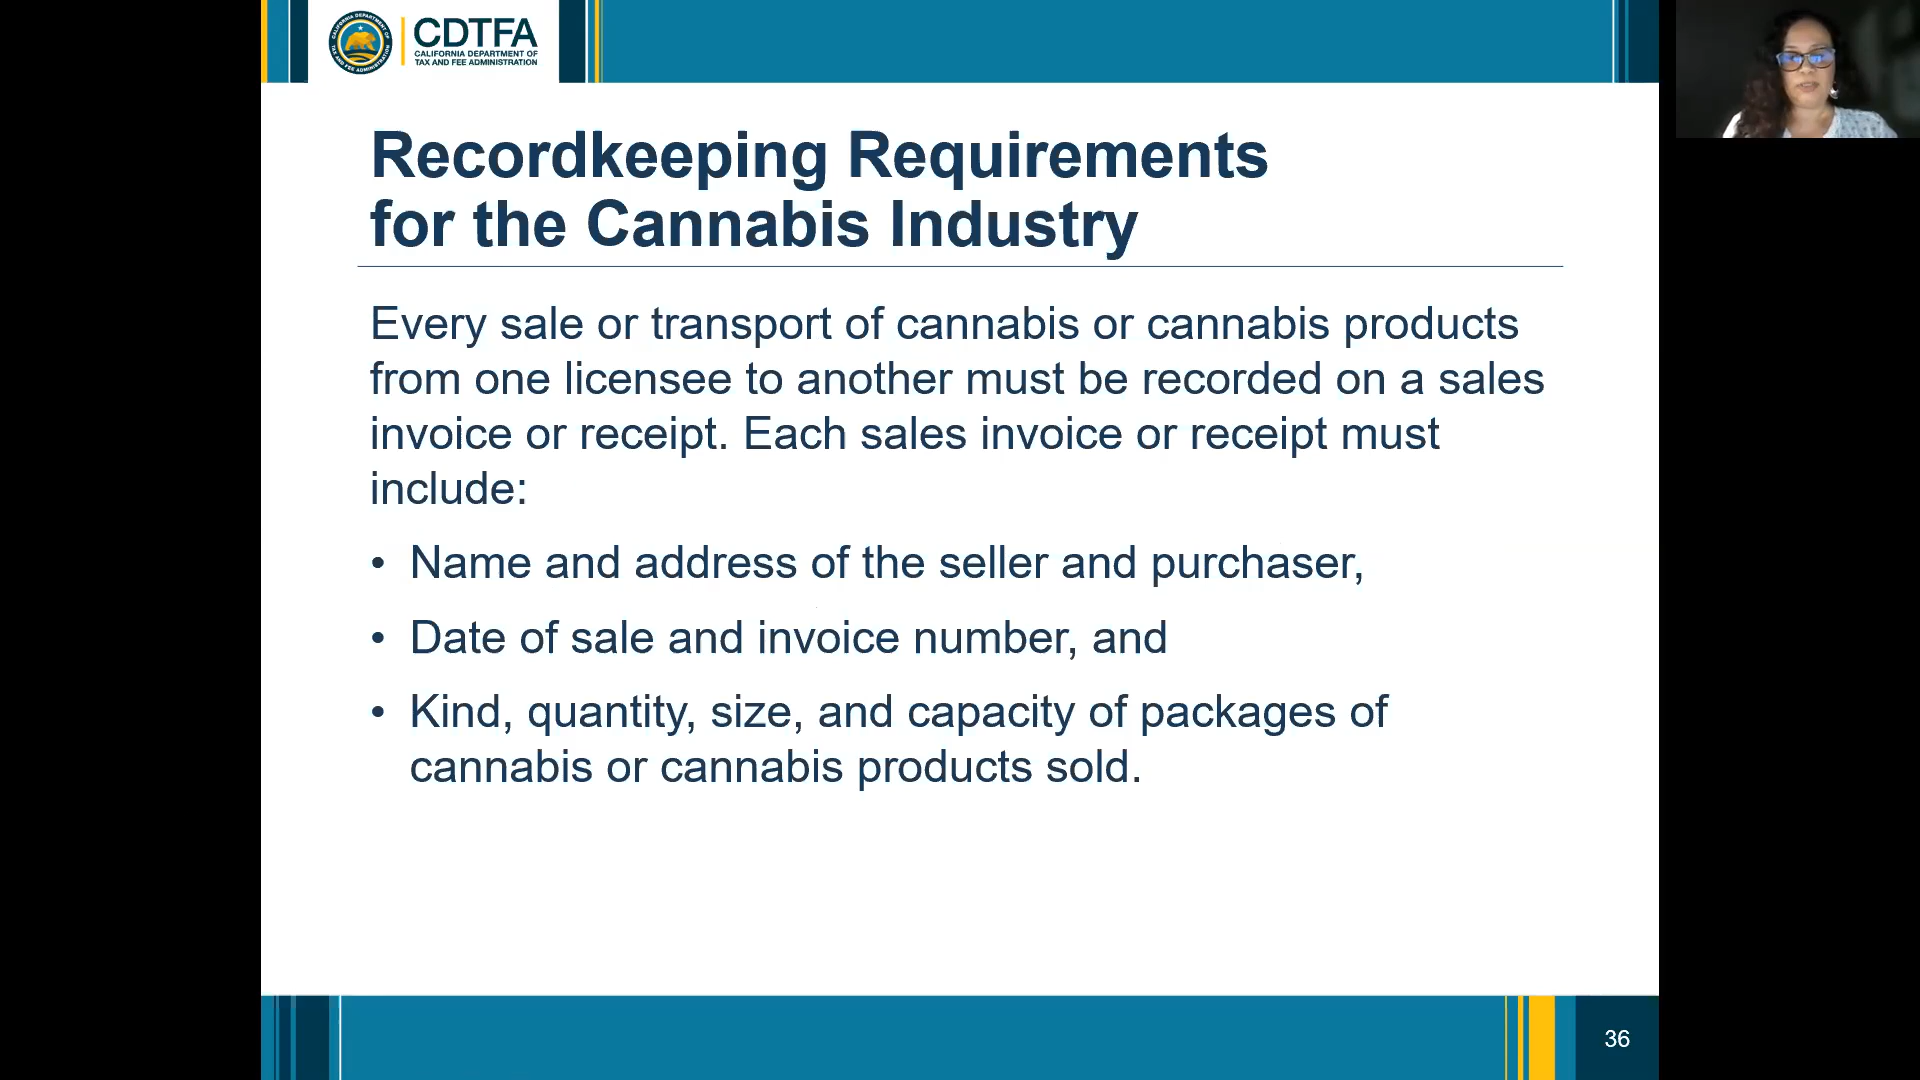 CDTFA
CALIFORNIA DEPARTMENT OF
TAX AND FEE ADMINISTRATION
Recordkeeping Requirements
for the Cannabis Industry
Every sale or transport of cannabis or cannabis products
from one licensee to another must be recorded on a sales
invoice or receipt. Each sales invoice or receipt must
include:
• Name and address of the seller and purchaser,
• Date of sale and invoice number, and
• Kind, quantity, size, and capacity of packages of
cannabis or cannabis products sold.
36